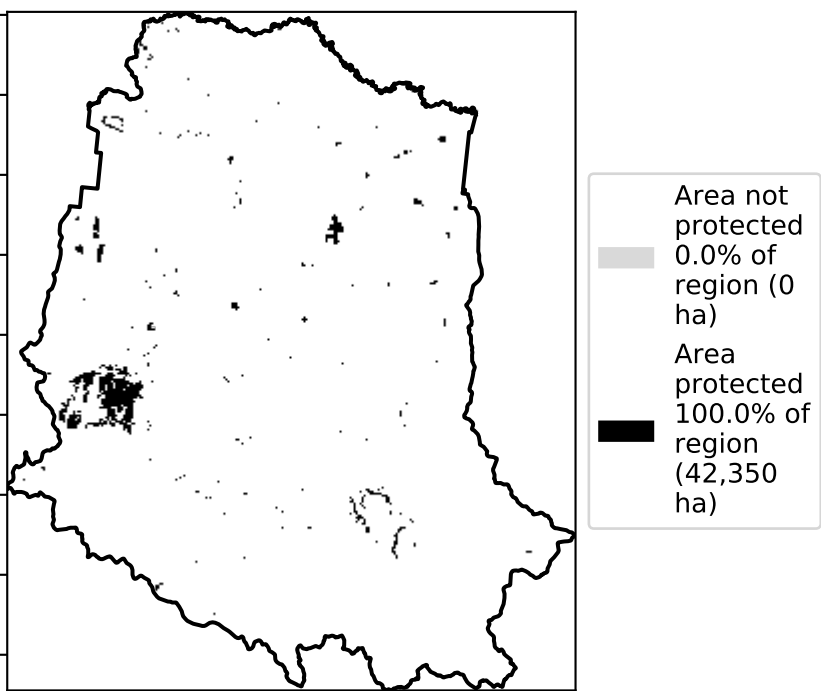 Area not
protected
0.0% of
region (0
ha)
Area
protected
100.0% of
region
(42,350
ha)